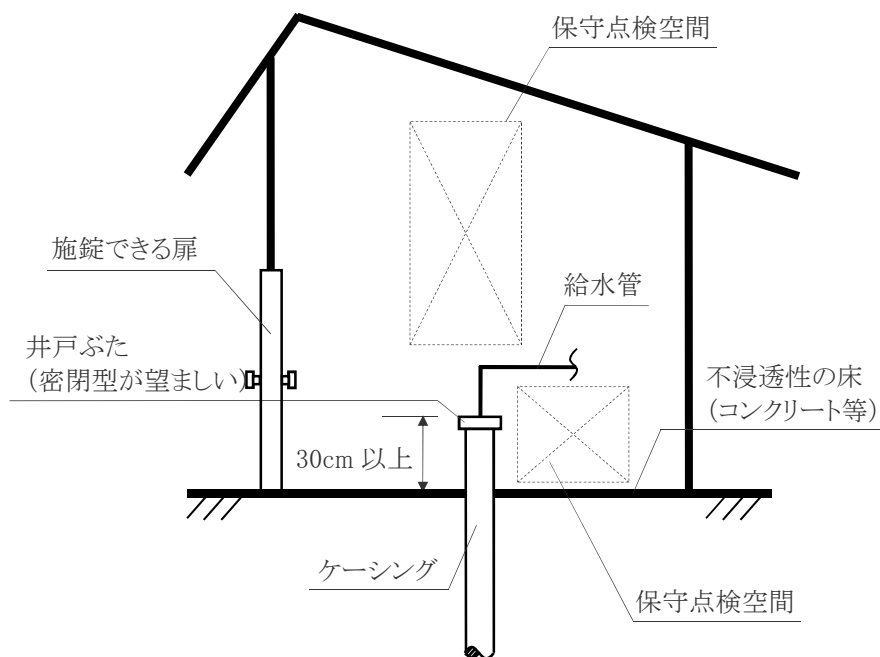 保守点検空間
施錠できる扉
給水管
井戸ぶた
（密閉型が望ましい）
不浸透性の床
（コンクリート等）
30cm 以上
ケーシング
保守点検空間